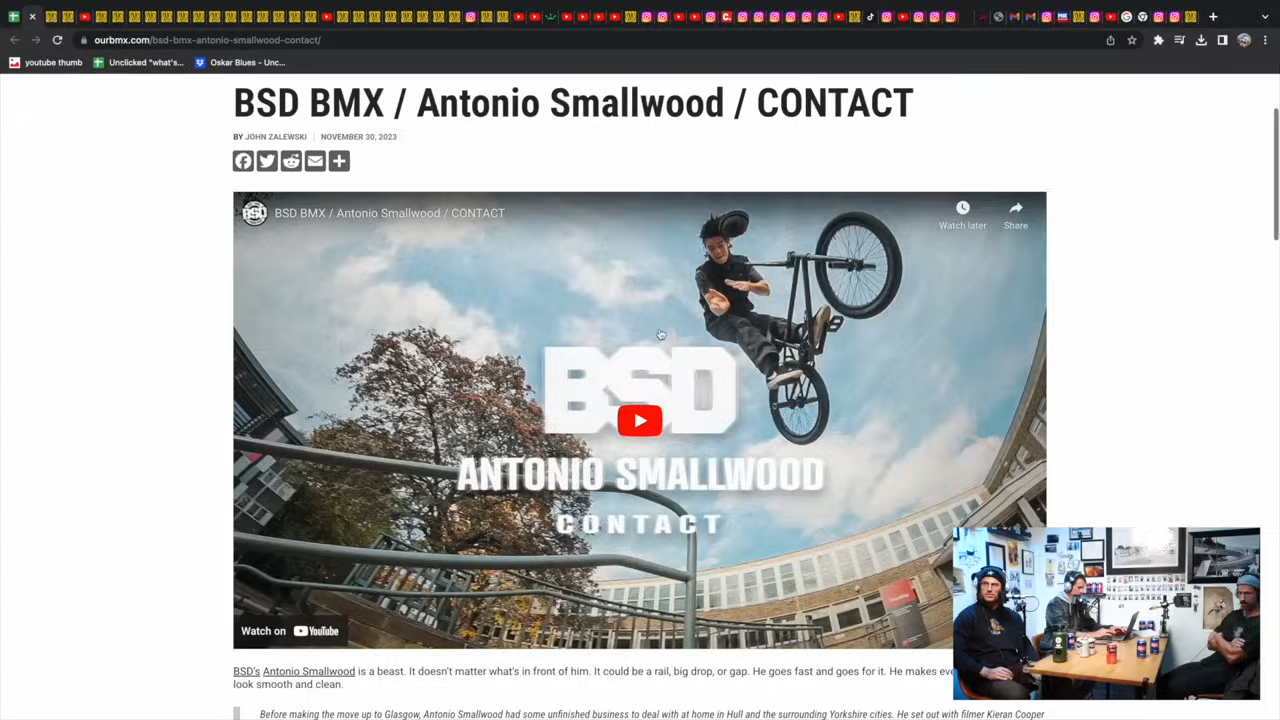 ourbmx.com/bsd-bmx-antonio-smallwood-contact/
youtube thumb
Unclicked "what's...
Oskar Blues - Unc...
BSD BMX / Antonio Smallwood / CONTACT
BY JOHN ZALEWSKI | NOVEMBER 30, 2023
BSD BMX / Antonio Smallwood / CONTACT
Watch later
Share
BSD
ANTONIO SMALLWOOD
CONTACT
Watch on YouTube
BSD's Antonio Smallwood is a beast. It doesn't matter what's in front of him. It could be a rail, big drop, or gap. He goes fast and goes for it. He makes
look smooth and clean.
Before making the move up to Glasgow, Antonio Smallwood had some unfinished business to deal with at home in Hull and the surrounding Yorkshire cities. He set out with filmer Kieran Cooper